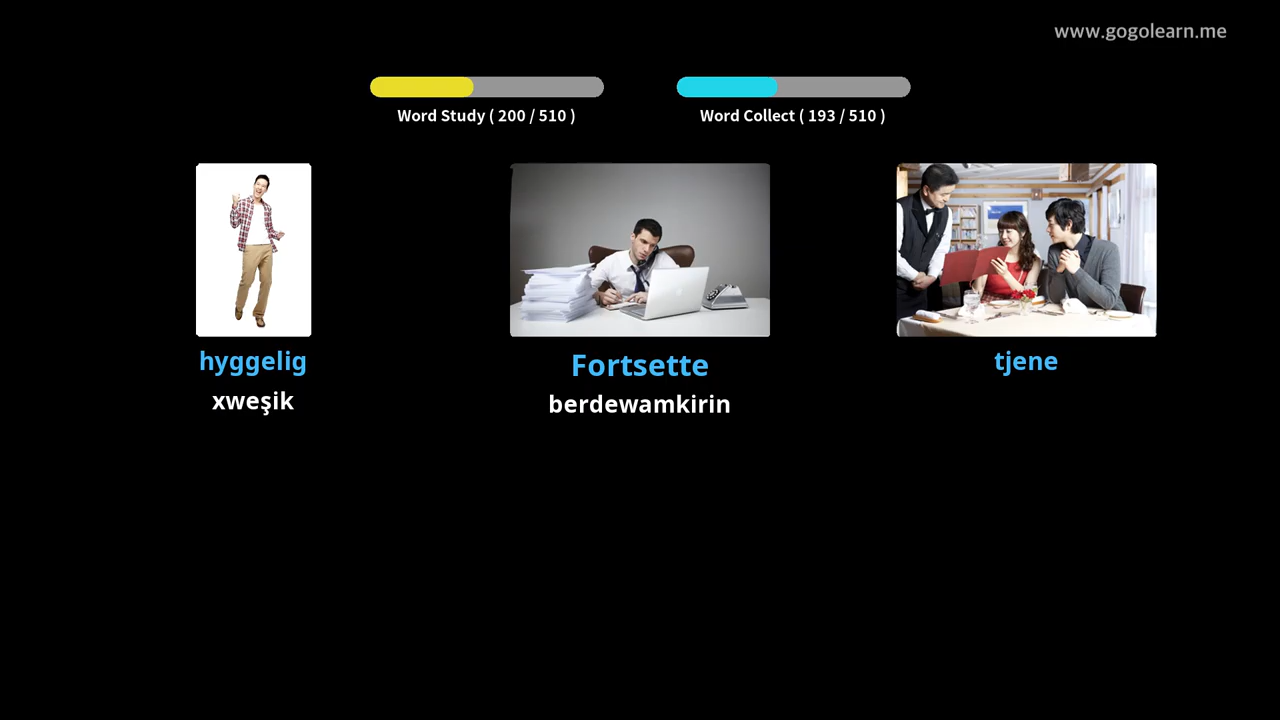 www.gogolearn.me
Word Study ( 200 / 510 )
Word Collect ( 193 / 510 )
hyggelig
xweşik
Fortsette
berdewamkirin
tjene